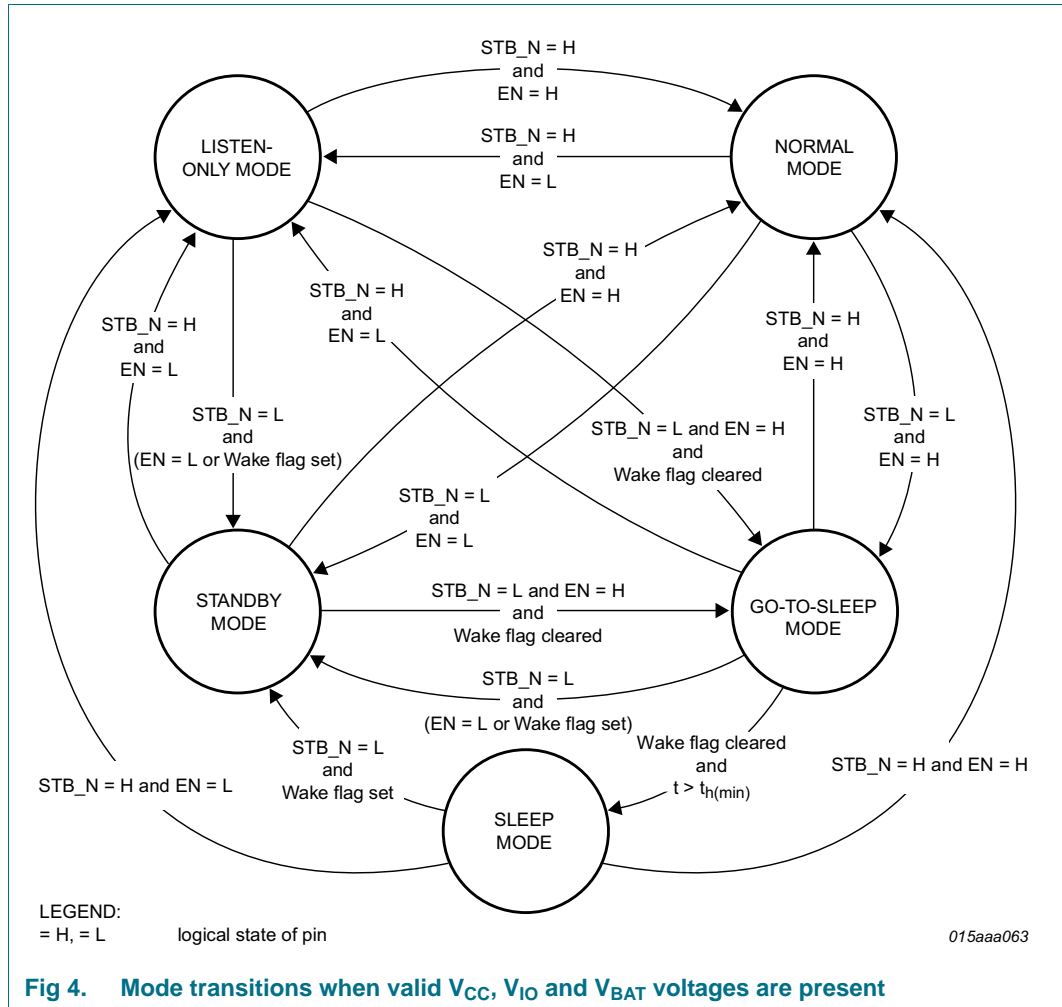 STB_N = H
and
EN = H
LISTEN-
ONLY MODE
STB_N = H
and
EN = L
NORMAL
MODE
STB_N = H
and
EN = L
STB_N = H
and
EN = L
STB_N = H
and
EN = H
STB_N = H
and
EN = H
STB_N = L
and
(EN = L or Wake flag set)
STB_N = L and EN = H
and
Wake flag cleared
STB_N = L
and
EN = H
STB_N = L
and
EN = L
STANDBY
MODE
STB_N = L and EN = H
and
Wake flag cleared
GO-TO-SLEEP
MODE
STB_N = L
and
(EN = L or Wake flag set)
STB_N = L
and
Wake flag set
Wake flag cleared
and
t > th(min)
STB_N = H and EN = L
STB_N = H and EN = H
SLEEP
MODE
LEGEND:
= H, = L logical state of pin
015aaa063
Fig 4. Mode transitions when valid VCC, VIO and VBAT voltages are present